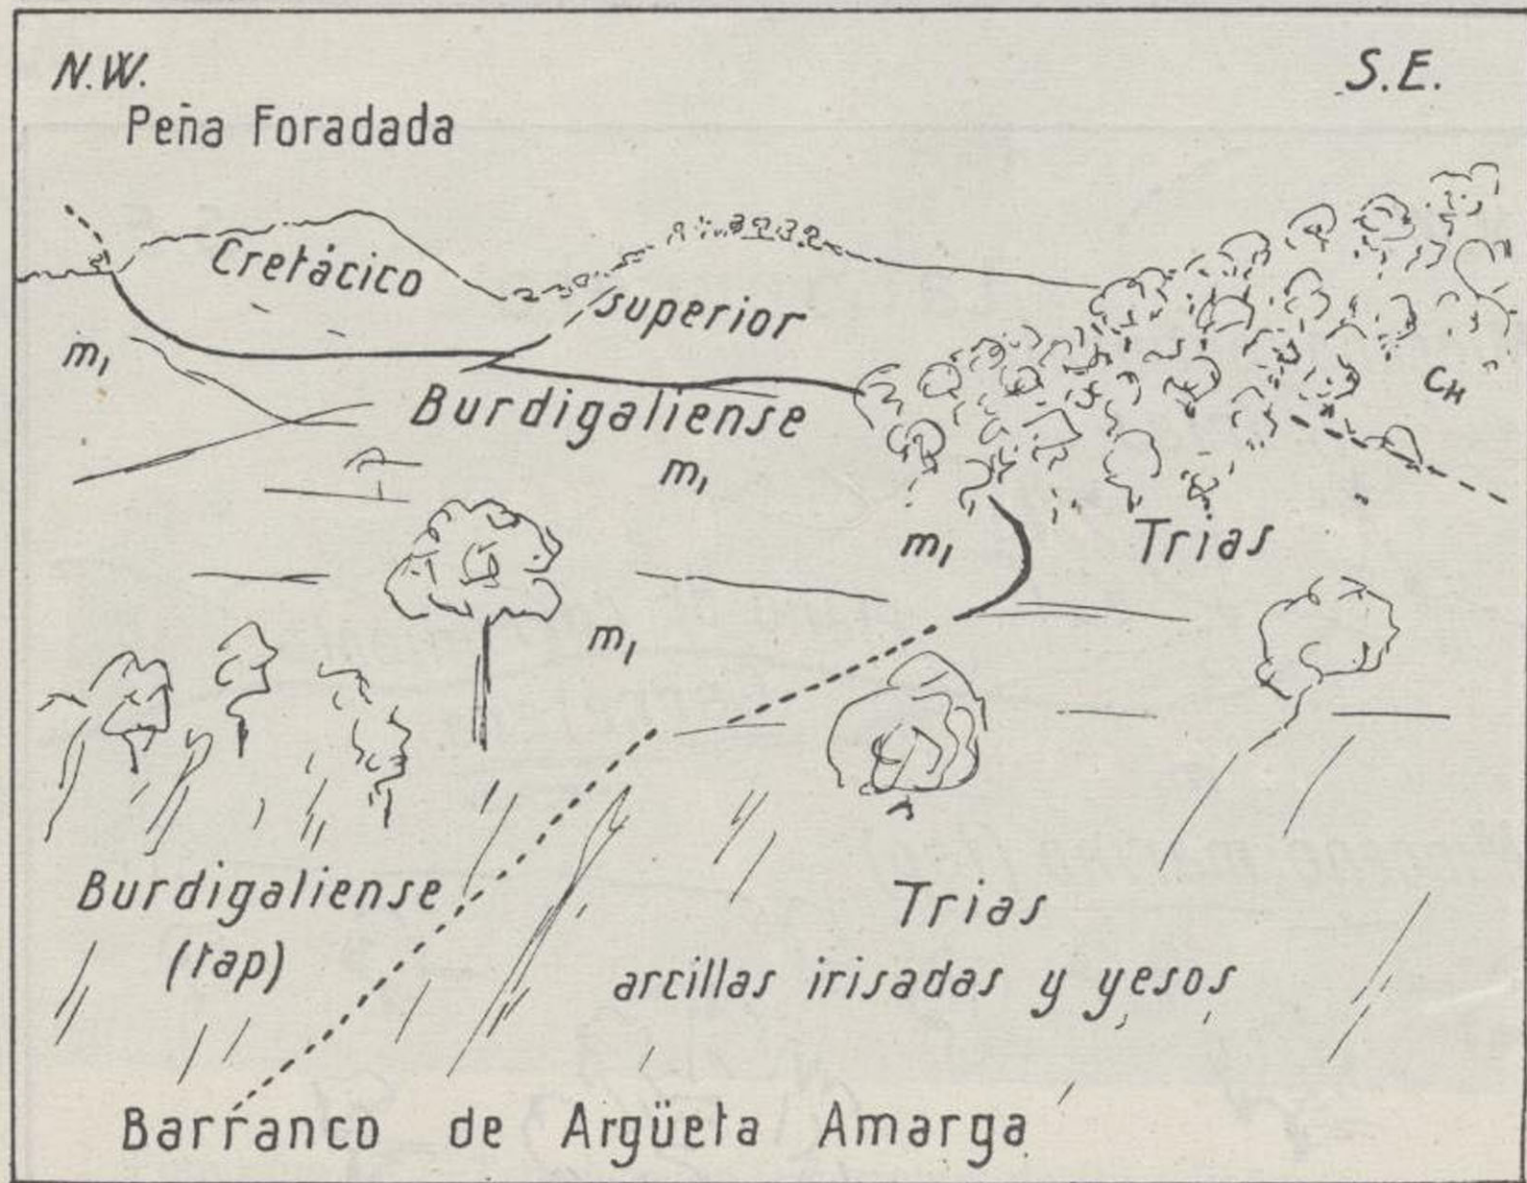 N.W.
S.E.
Peña Foradada
Cretácico
superior
m₁
CH
Burdigaliense
m₁
m₁
Trias
m₁
Burdigaliense
(tap)
Trias
arcillas irisadas y yesos
Barranco de Argüeta Amarga